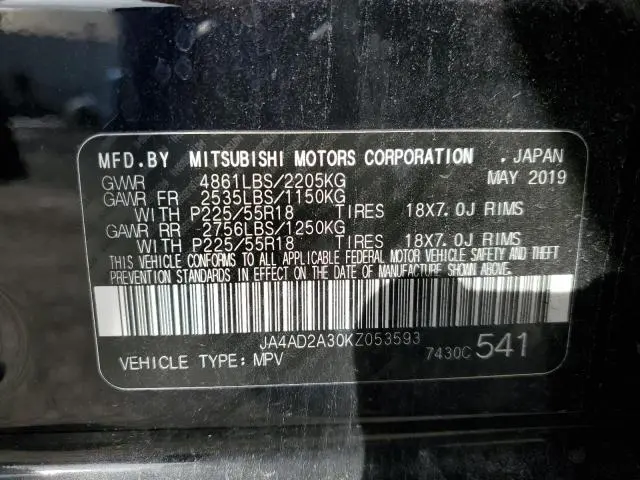 MFD.BY MITSUBISHI MOTORS CORPORATION . JAPAN
GVWR 4861LBS/2205KG MAY 2019
GAWR FR 2535LBS/1150KG
WITH P225/55R18 TIRES 18X7.0J RIMS
GAWR RR 2756LBS/1250KG
WITH P225/55R18 TIRES 18X7.0J RIMS
THIS VEHICLE CONFORMS TO ALL APPLICABLE FEDERAL MOTOR VEHICLE SAFETY AND THEFT
PREVENTION STANDARDS IN EFFECT ON THE DATE OF MANUFACTURE SHOWN ABOVE.
JA4AD2A30KZ053593
VEHICLE TYPE: MPV 7430C 541